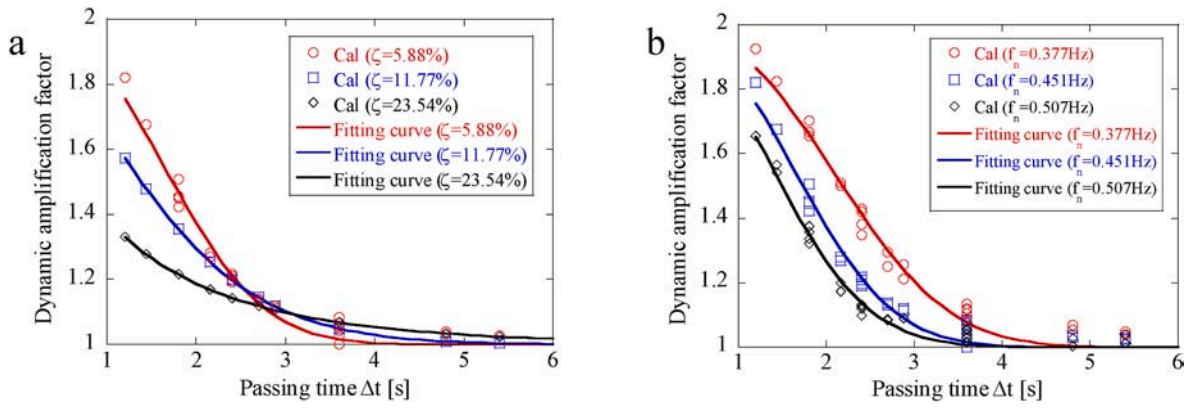 a
2
1.8
1.6
1.4
1.2
1
Dynamic amplification factor
Cal (ζ=5.88%)
Cal (ζ=11.77%)
Cal (ζ=23.54%)
Fitting curve (ζ=5.88%)
Fitting curve (ζ=11.77%)
Fitting curve (ζ=23.54%)
1 2 3 4 5 6
Passing time Δt [s]
b
2
1.8
1.6
1.4
1.2
1
Dynamic amplification factor
Cal (fn=0.377Hz)
Cal (fn=0.451Hz)
Cal (fn=0.507Hz)
Fitting curve (fn=0.377Hz)
Fitting curve (fn=0.451Hz)
Fitting curve (fn=0.507Hz)
1 2 3 4 5 6
Passing time Δt [s]